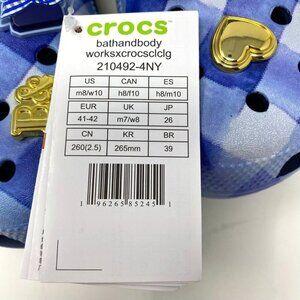 crocs™
bathandbody
worksxcrocsclclg
210492-4NY
US CAN ES
m8/w10 h8/f10 h8/m10
EUR UK JP
41-42 m7/w8 26
CN KR BR
260(2.5) 265mm 39
1 96265 85245 1